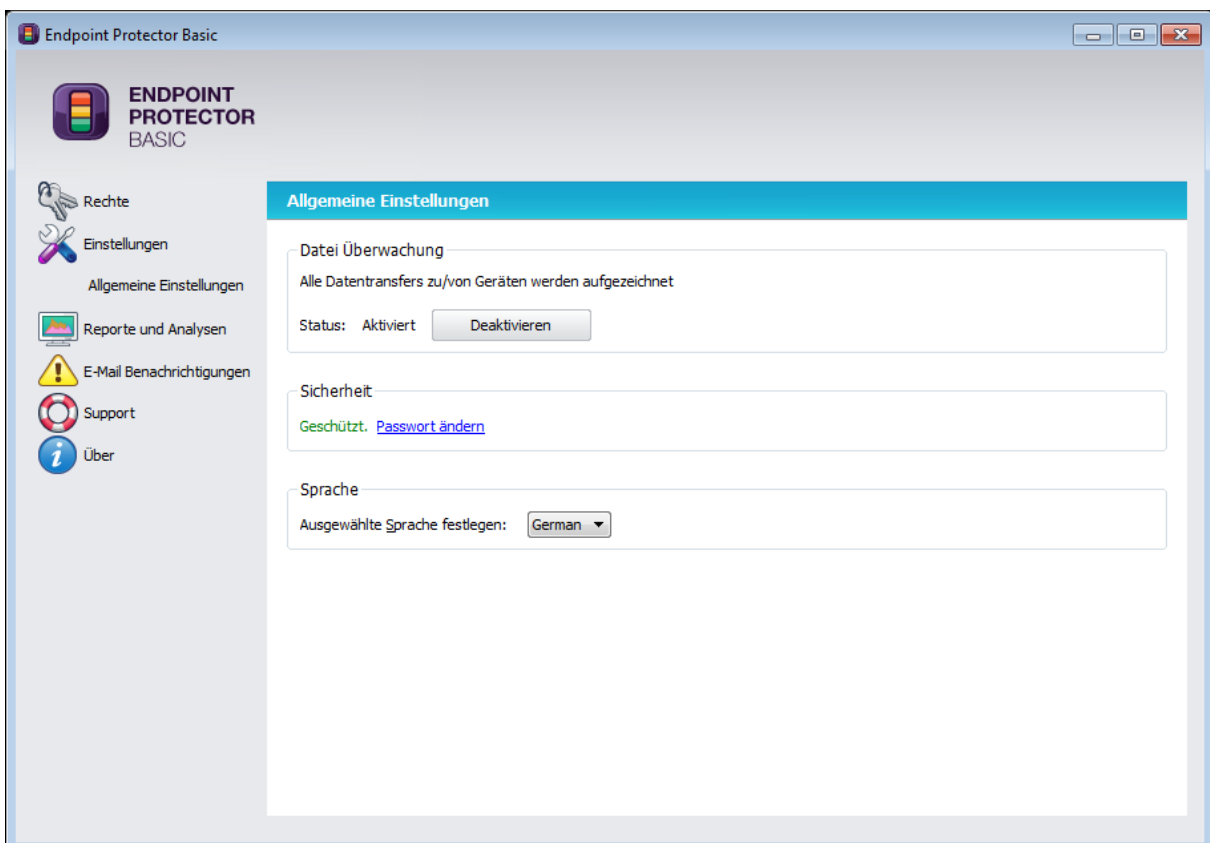 Endpoint Protector Basic
ENDPOINT
PROTECTOR
BASIC
Rechte
Einstellungen
Allgemeine Einstellungen
Reporte und Analysen
E-Mail Benachrichtigungen
Support
Über
Allgemeine Einstellungen
Datei Überwachung
Alle Datentransfers zu/von Geräten werden aufgezeichnet
Status: Aktiviert Deaktivieren
Sicherheit
Geschützt. Passwort ändern
Sprache
Ausgewählte Sprache festlegen: German